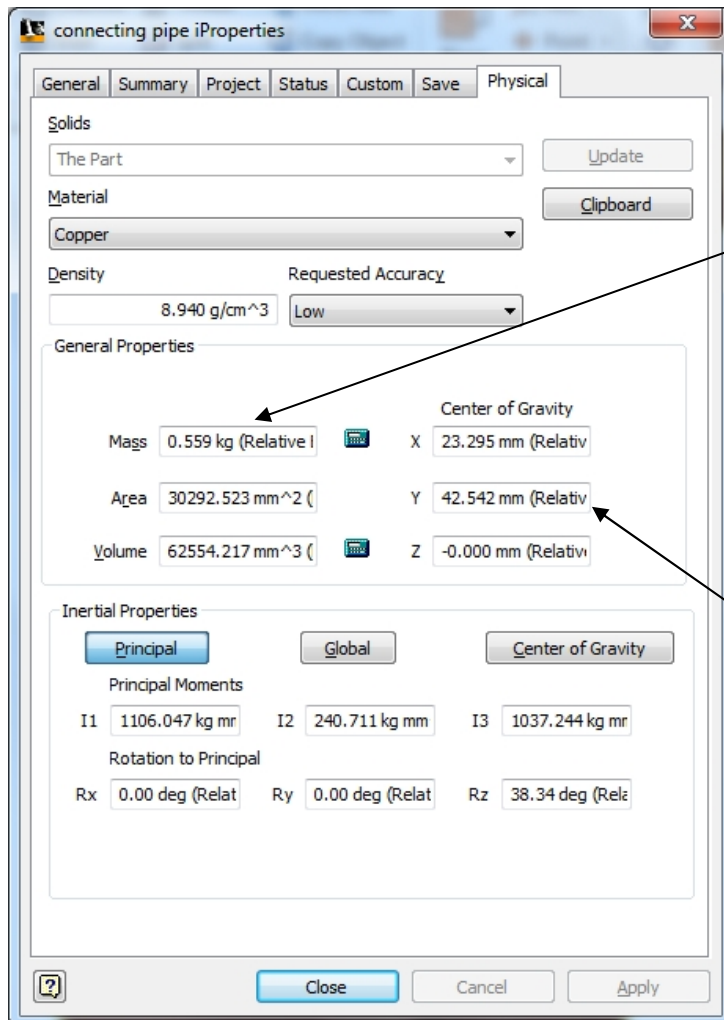 connecting pipe iProperties
General Summary Project Status Custom Save Physical
Solids
The Part
Update
Material
Clipboard
Copper
Density Requested Accuracy
8.940 g/cm^3 Low
General Properties
Center of Gravity
Mass 0.559 kg (Relative X 23.295 mm (Relativ
Area 30292.523 mm^2 ( Y 42.542 mm (Relativ
Volume 62554.217 mm^3 ( Z -0.000 mm (Relative
Inertial Properties
Principal Global Center of Gravity
Principal Moments
I1 1106.047 kg mr I2 240.711 kg mm I3 1037.244 kg mr
Rotation to Principal
Rx 0.00 deg (Relat Ry 0.00 deg (Relat Rz 38.34 deg (Rela
? Close Cancel Apply